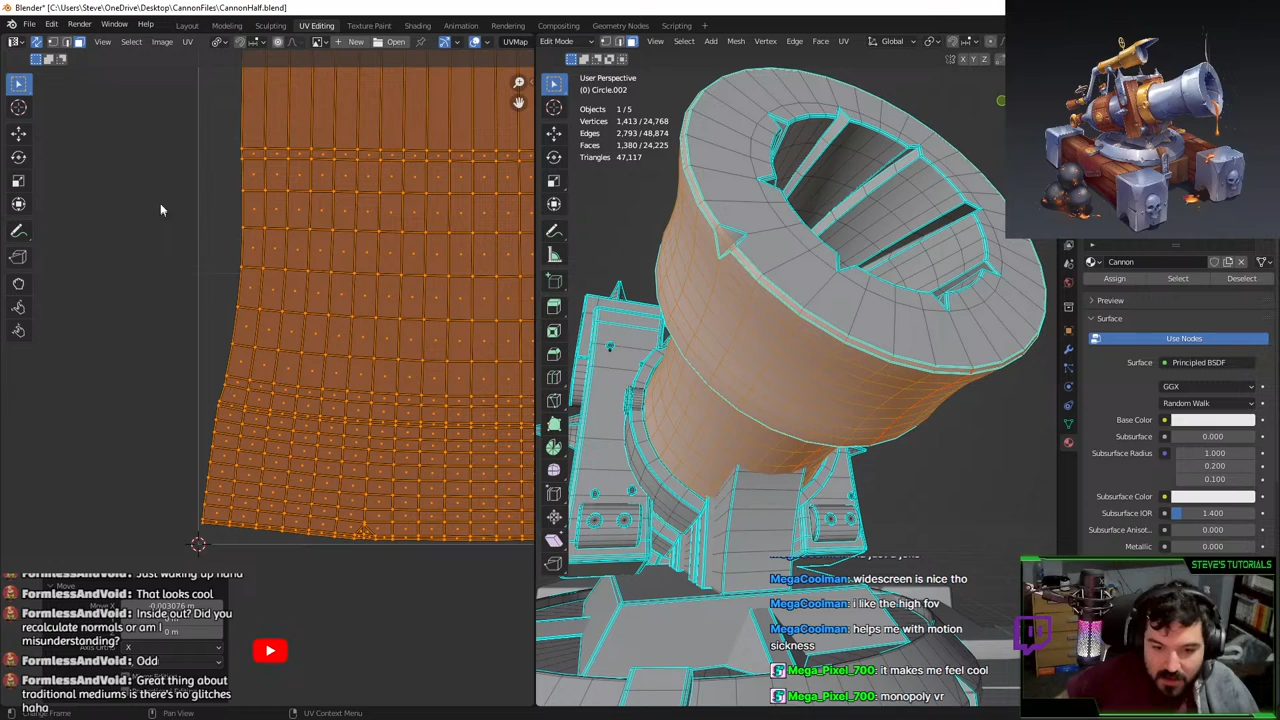 Blender* [C:\Users\Steve\OneDrive\Desktop\CannonFiles\CannonHalf.blend]
File Edit Render Window Help
Layout Modeling Sculpting UV Editing Texture Paint Shading Animation Rendering Compositing Geometry Nodes Scripting
View Select Image UV New Open UVMap
Edit Mode View Select Add Mesh Vertex Edge Face UV Global
X Y Z
User Perspective
(0) Circle.002
Objects 1 / 5
Vertices 1,413 / 24,768
Edges 2,793 / 48,874
Faces 1,380 / 24,225
Triangles 47,117
Cannon
Assign Select Deselect
Preview
Surface
Use Nodes
Surface Principled BSDF
GGX
Random Walk
Base Color
Subsurface 0.000
Subsurface Radius 1.000
0.200
0.100
Subsurface Color
Subsurface IOR 1.400
Subsurface Anisot... 0.000
Metallic 0.000
FormlessAndVoid: Just waking up haha
Move
FormlessAndVoid: That looks cool
-0.003076 m
FormlessAndVoid: Inside out? Did you
recalculate normals or am I
0 m
misunderstanding?
X
FormlessAndVoid: Odd
FormlessAndVoid: Great thing about
traditional mediums is there's no glitches
haha
MegaCoolman: widescreen is nice tho
MegaCoolman: i like the high fov
MegaCoolman: helps me with motion
sickness
Mega_Pixel_700: it makes me feel cool
Mega_Pixel_700: monopoly vr
STEVE'S TUTORIALS
Pan View UV Context Menu